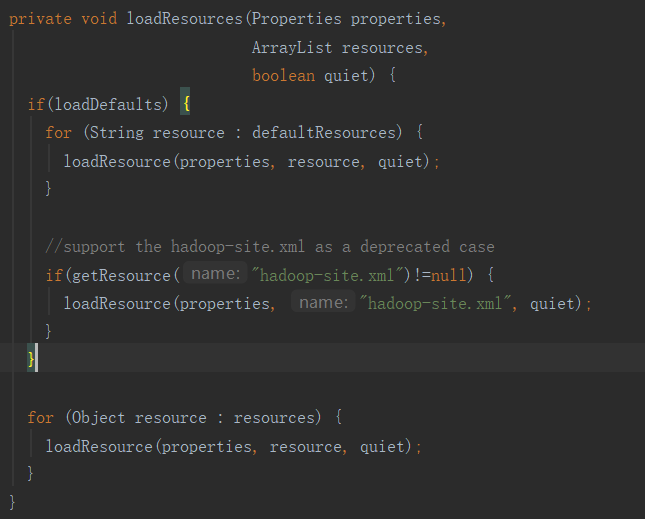 private void loadResources(Properties properties,
                           ArrayList resources,
                           boolean quiet) {
  if(loadDefaults) {
    for (String resource : defaultResources) {
      loadResource(properties, resource, quiet);
    }

    //support the hadoop-site.xml as a deprecated case
    if(getResource( name: "hadoop-site.xml")!=null) {
      loadResource(properties, name: "hadoop-site.xml", quiet);
    }
  }

  for (Object resource : resources) {
    loadResource(properties, resource, quiet);
  }
}